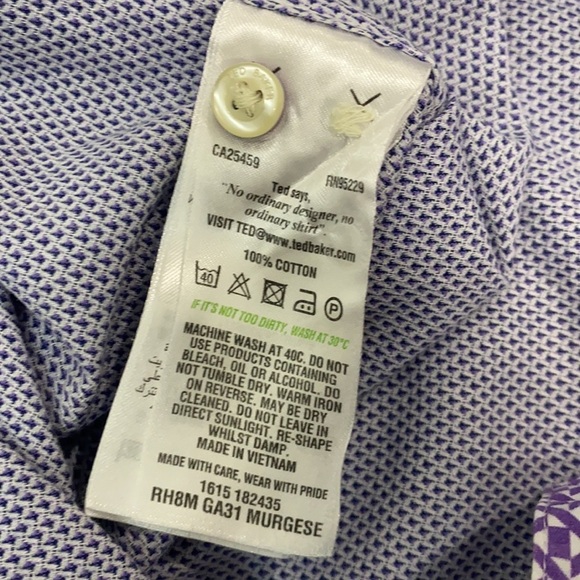 CA25459
RN95229
Ted says,
"No ordinary designer, no
ordinary shirt".
VISIT TED@www.tedbaker.com
100% COTTON
40
P
IF IT'S NOT TOO DIRTY, WASH AT 30°C
MACHINE WASH AT 40C. DO NOT
USE PRODUCTS CONTAINING
BLEACH, OIL OR ALCOHOL. DO
NOT TUMBLE DRY. WARM IRON
ON REVERSE. MAY BE DRY
CLEANED. DO NOT LEAVE IN
DIRECT SUNLIGHT. RE-SHAPE
WHILST DAMP.
MADE IN VIETNAM
MADE WITH CARE, WEAR WITH PRIDE
1615 182435
RH8M GA31 MURGESE